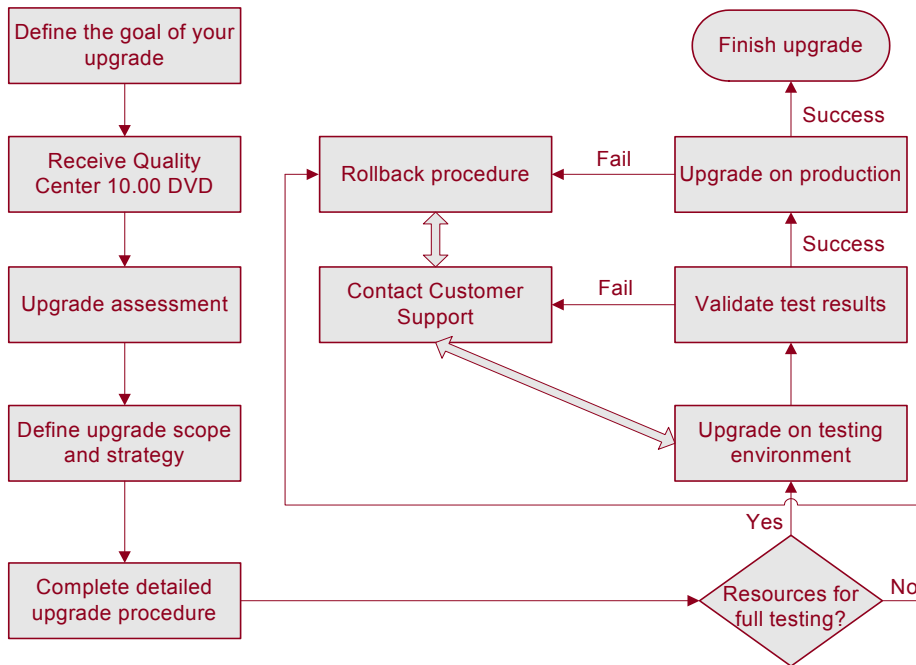 Define the goal of your
upgrade
Receive Quality
Center 10.00 DVD
Upgrade assessment
Define upgrade scope
and strategy
Complete detailed
upgrade procedure
Resources for
full testing?
Yes
No
Upgrade on testing
environment
Validate test results
Fail
Success
Contact Customer
Support
Rollback procedure
Upgrade on production
Fail
Success
Finish upgrade